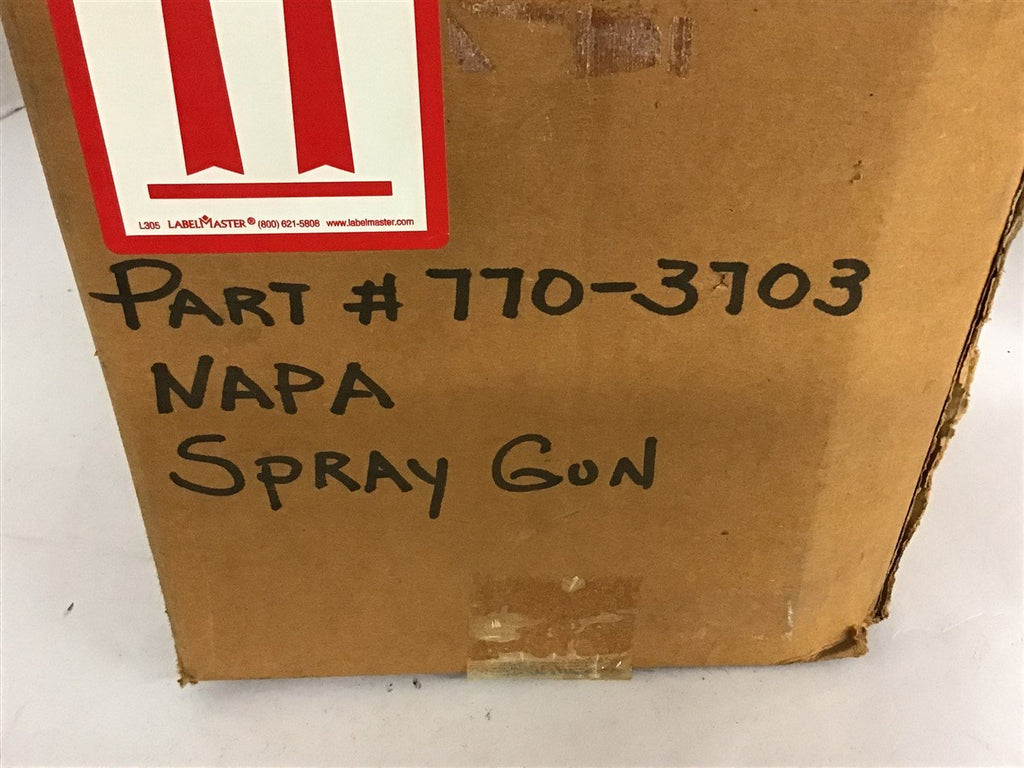 L305 LABELMASTER® (800) 621-5808 www.labelmaster.com
PART # 770-3703
NAPA
SPRAY GUN